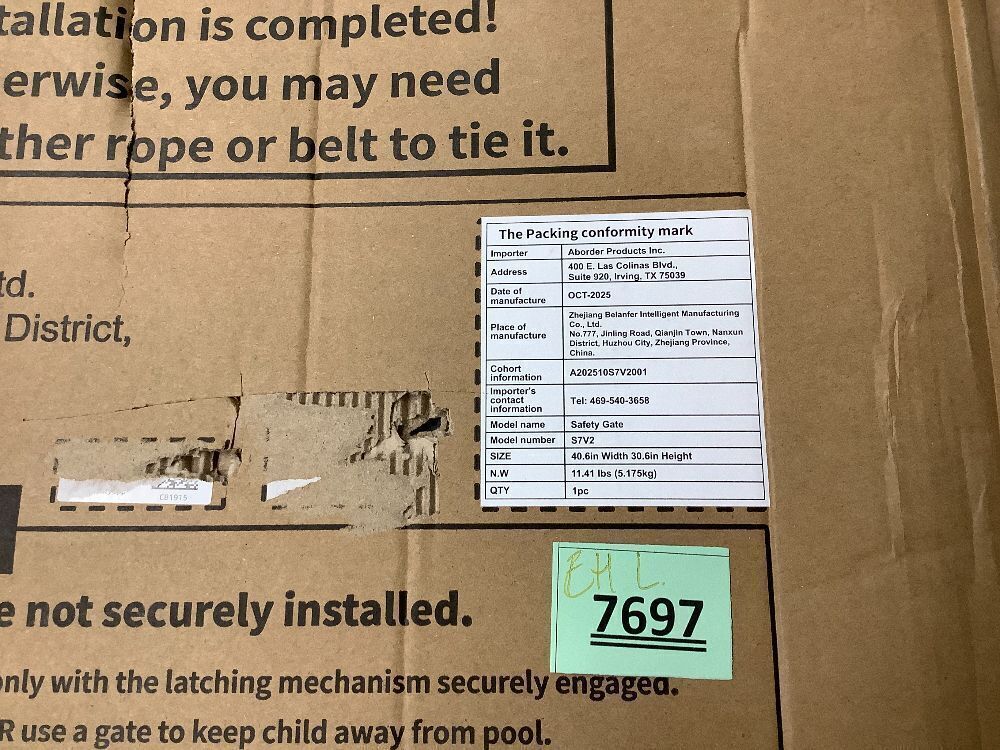 tallation is completed!
erwise, you may need
ther rope or belt to tie it.
td.
District,
The Packing conformity mark
Importer Aborder Products Inc.
Address 400 E. Las Colinas Blvd.,
Suite 920, Irving, TX 75039
Date of
manufacture OCT-2025
Place of
manufacture Zhejiang Belanfer Intelligent Manufacturing
Co., Ltd.
No.777, Jinling Road, Qianjin Town, Nanxun
District, Huzhou City, Zhejiang Province,
China.
Cohort
information A202510S7V2001
Importer's
contact
information Tel: 469-540-3658
Model name Safety Gate
Model number S7V2
SIZE 40.6in Width 30.6in Height
N.W 11.41 lbs (5.175kg)
QTY 1pc
CB1915
EHL
7697
e not securely installed.
only with the latching mechanism securely engaged.
R use a gate to keep child away from pool.